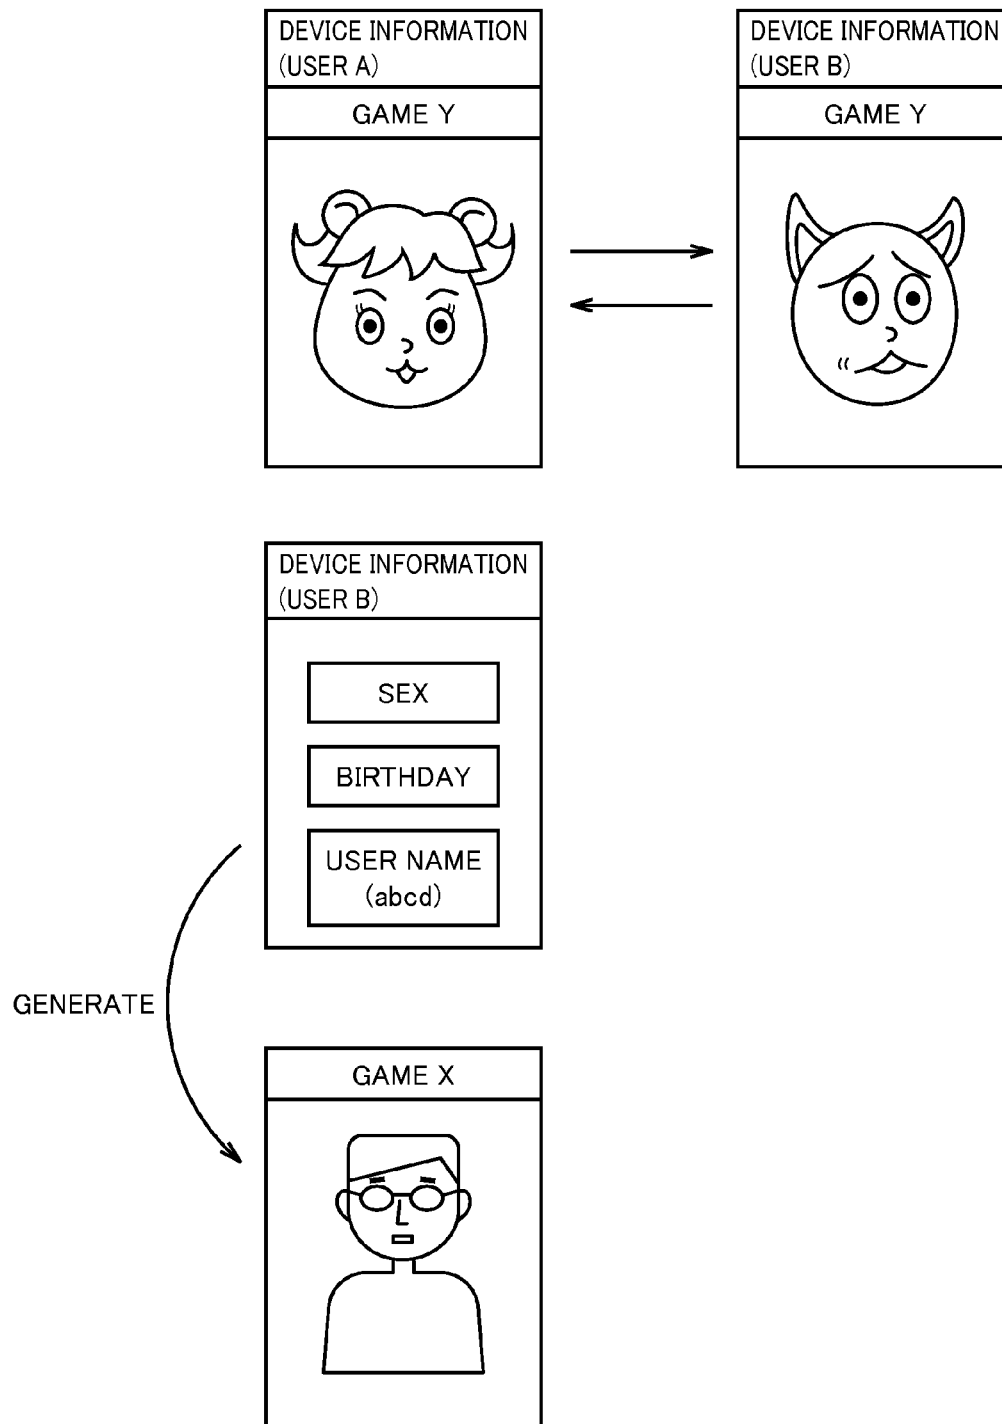 DEVICE INFORMATION
(USER A)
GAME Y
DEVICE INFORMATION
(USER B)
GAME Y
DEVICE INFORMATION
(USER B)
SEX
BIRTHDAY
USER NAME
(abcd)
GENERATE
GAME X